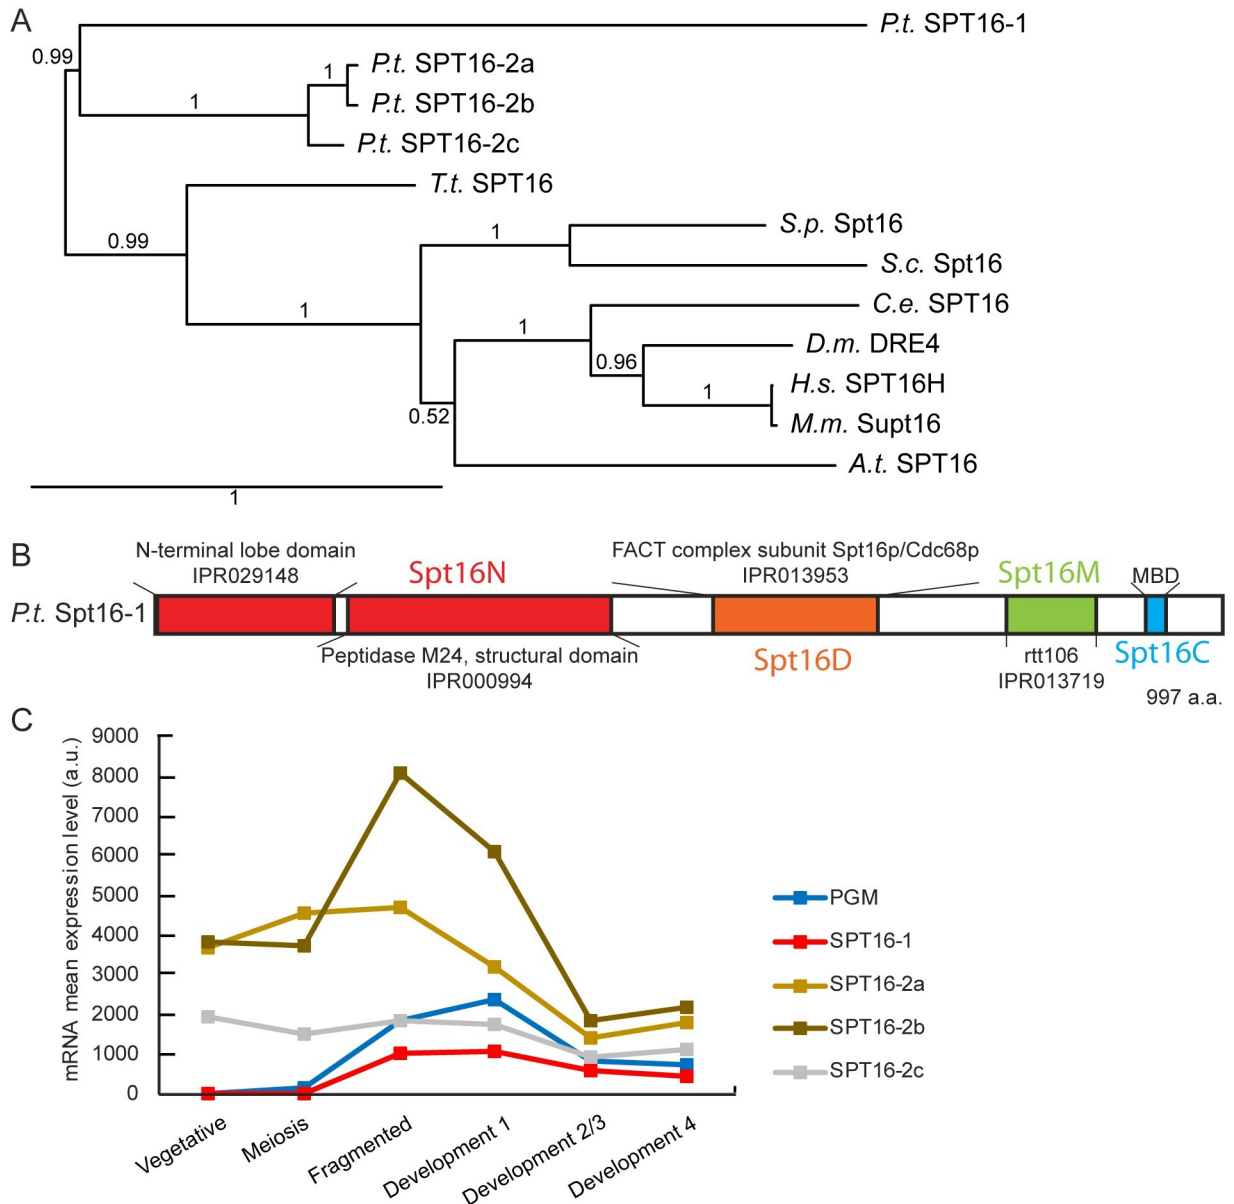 A
P.t. SPT16-1
0.99
1
P.t. SPT16-2a
1
P.t. SPT16-2b
P.t. SPT16-2c
T.t. SPT16
0.99
1
S.p. Spt16
S.c. Spt16
1
C.e. SPT16
1
D.m. DRE4
0.96
H.s. SPT16H
1
0.52
M.m. Supt16
A.t. SPT16
1
B
N-terminal lobe domain
IPR029148
Spt16N
FACT complex subunit Spt16p/Cdc68p
IPR013953
Spt16M
MBD
P.t. Spt16-1
Peptidase M24, structural domain
IPR000994
Spt16D
rtt106
IPR013719
Spt16C
997 a.a.
C
mRNA mean expression level (a.u.)
9000
8000
7000
6000
5000
4000
3000
2000
1000
0
Vegetative
Meiosis
Fragmented
Development 1
Development 2/3
Development 4
PGM
SPT16-1
SPT16-2a
SPT16-2b
SPT16-2c